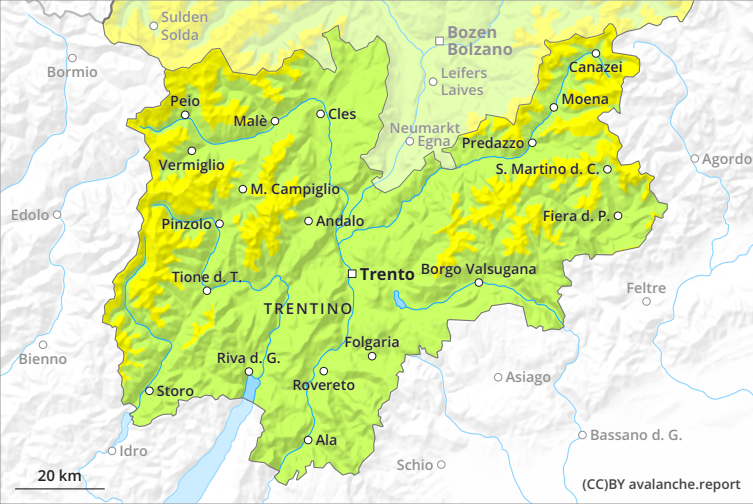 Sulden
Solda
Bozen
Bolzano
Canazei
Bormio
Leifers
Laives
Peio
Moena
Malè
Cles
Neumarkt
Egna
Predazzo
Agordo
Vermiglio
S. Martino d. C.
M. Campiglio
Edolo
Pinzolo
Andalo
Fiera d. P.
Trento
Borgo Valsugana
Tione d. T.
Feltre
TRENTINO
Folgaria
Bienno
Riva d. G.
Rovereto
Asiago
Storo
Ala
Bassano d. G.
Idro
Schio
20 km
(CC)BY avalanche.report